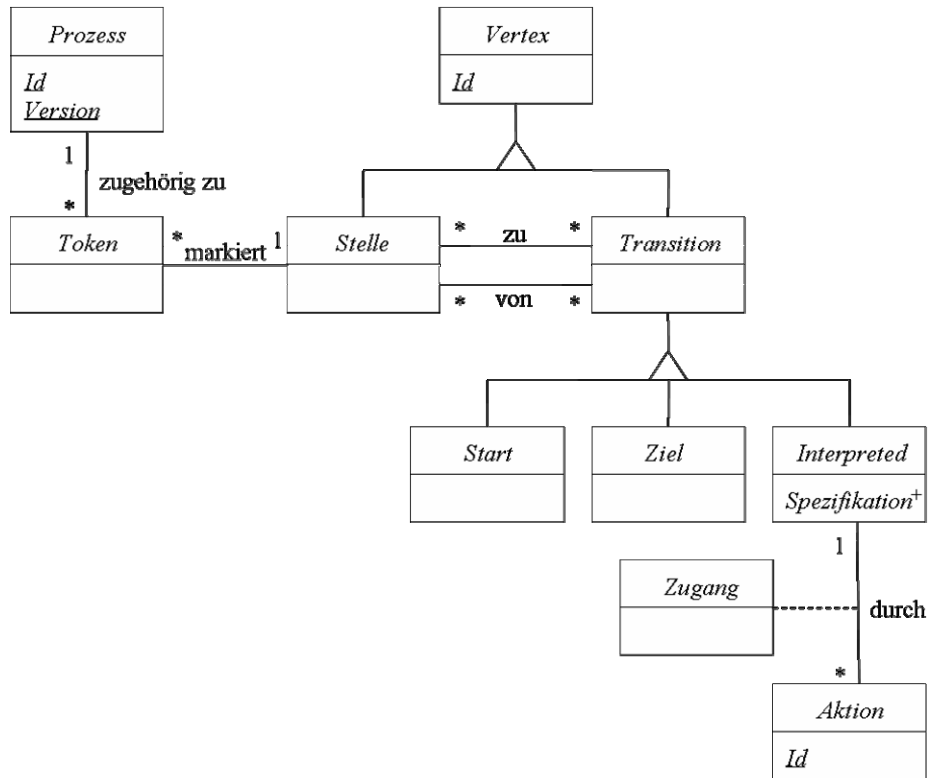 Prozess
Id
Version
Vertex
Id
1
zugehörig zu
*
Token
*
markiert
1
Stelle
*
zu
*
*
von
*
Transition
Start
Ziel
Interpreted
Spezifikation+
1
Zugang
durch
*
Aktion
Id